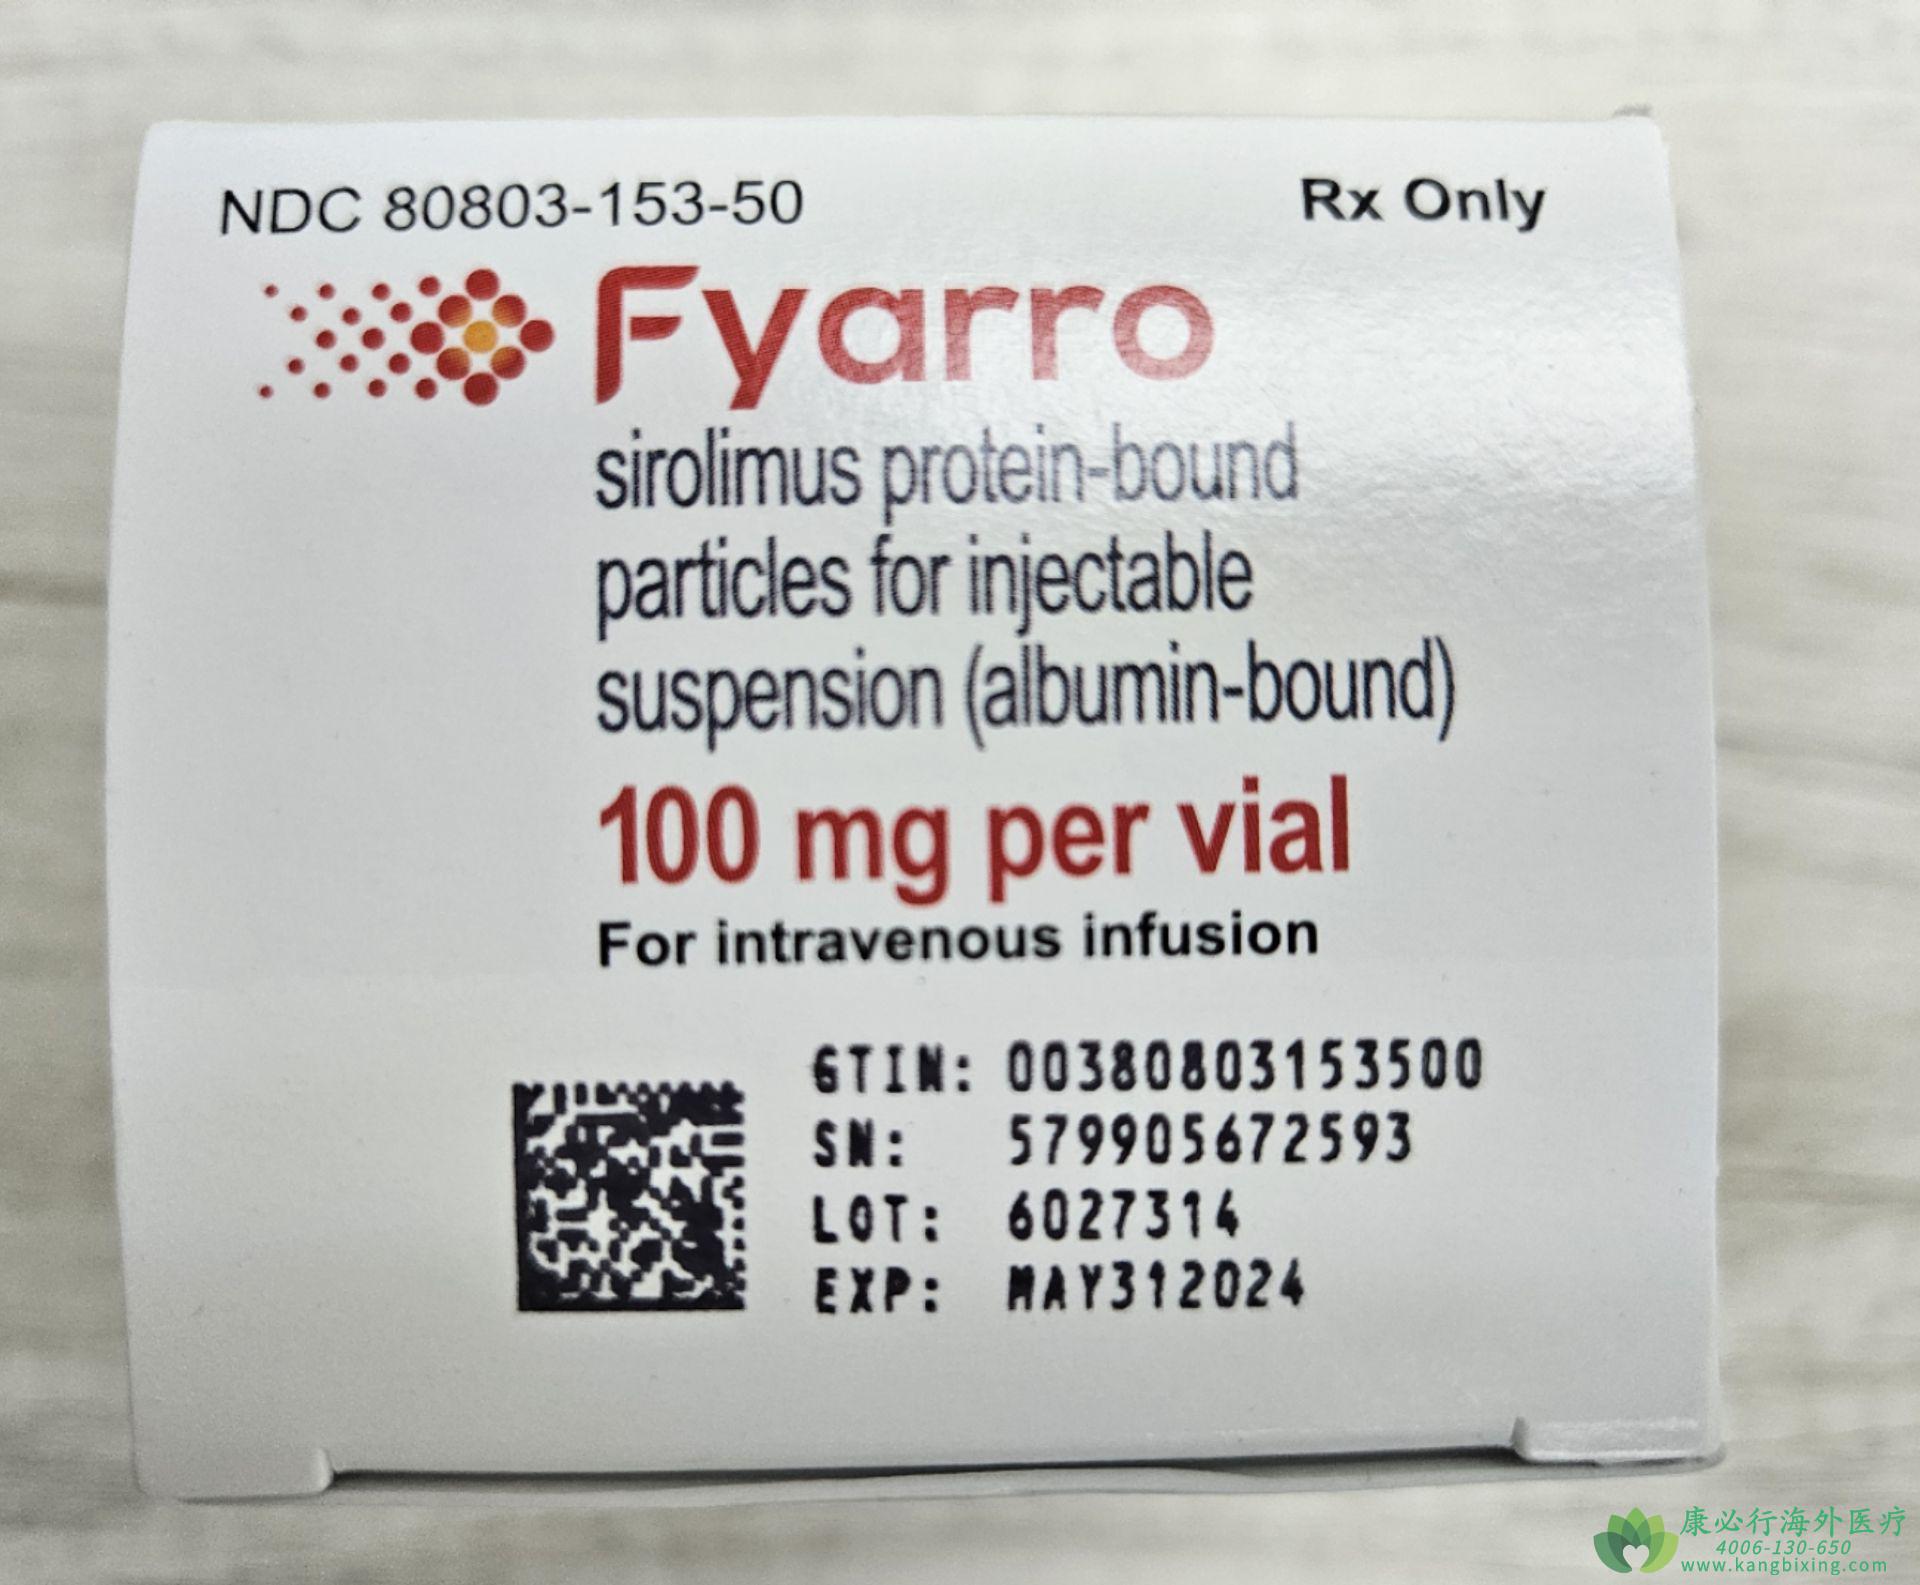 NDC 80803-153-50
Rx Only
Fyarro
sirolimus protein-bound
particles for injectable
suspension (albumin-bound)
100 mg per vial
For intravenous infusion
GTIN: 00380803153500
SN: 579905672593
LOT: 6027314
EXP: MAY312024
康必行海外医疗
4006-130-650
www.kangbixing.com